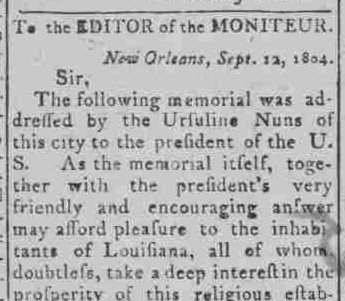 To the EDITOR of the MONITEUR.
New Orleans, Sept. 12, 1804.
Sir,
The following memorial was ad-
dreſſed by the Urſuline Nuns of
this city to the preſident of the U.
S. As the memorial itſelf, toge-
ther with the preſident's very
friendly and encouraging anſwer
may afford pleaſure to the inhabi
tants of Louiſiana, all of whom,
doubtleſs, take a deep intereſt in the
proſperity of this religious eſtab-